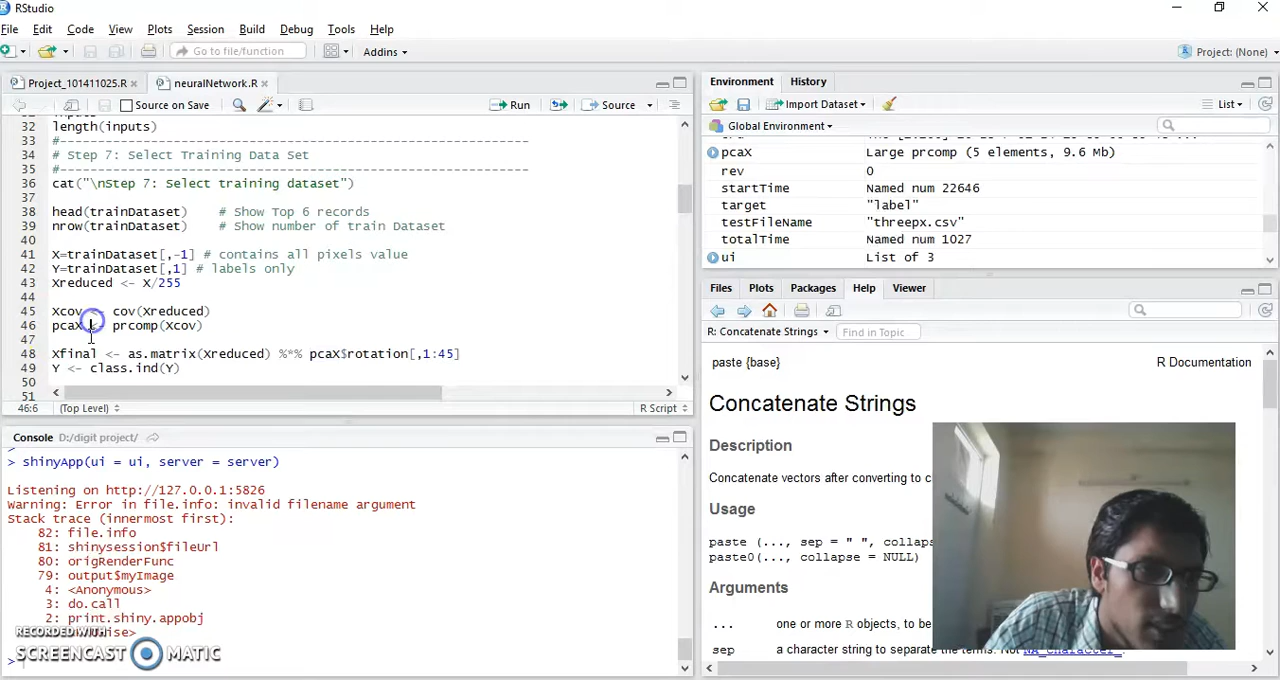 RStudio
File Edit Code View Plots Session Build Debug Tools Help
Go to file/function Addins Project: (None)
Project_101411025.R neuralNetwork.R
Source on Save Run Source
32 length(inputs)
33 #
34 # Step 7: Select Training Data Set
35 #
36 cat("\nStep 7: Select training dataset")
37
38 head(trainDataset) # Show Top 6 records
39 nrow(trainDataset) # Show number of train Dataset
40
41 X=trainDataset[,-1] # contains all pixels value
42 Y=trainDataset[,1] # labels only
43 Xreduced <- X/255
44
45 Xcov <- cov(Xreduced)
46 pcaX <- prcomp(Xcov)
47
48 Xfinal <- as.matrix(Xreduced) %*% pcaX$rotation[,1:45]
49 Y <- class.ind(Y)
50
51
46:6 (Top Level) R Script
Console D:/digit project/
> shinyApp(ui = ui, server = server)
Listening on http://127.0.0.1:5826
Warning: Error in file.info: invalid filename argument
Stack trace (innermost first):
82: file.info
81: shinysession$fileUrl
80: origRenderFunc
79: output$myImage
4: <Anonymous>
3: do.call
2: print.shiny.appobj
RECORDED WITH
SCREENCAST MATIC
>
Environment History
Import Dataset List
Global Environment
pcaX Large prcomp (5 elements, 9.6 Mb)
rev 0
startTime Named num 22646
target "label"
testFileName "threepx.csv"
totalTime Named num 1027
ui List of 3
Files Plots Packages Help Viewer
R: Concatenate Strings Find in Topic
paste {base} R Documentation
Concatenate Strings
Description
Concatenate vectors after converting to c
Usage
paste (..., sep = " ", collaps
paste0(..., collapse = NULL)
Arguments
... one or more R objects, to be
sep a character string to separate the terms. Not NA_character_.